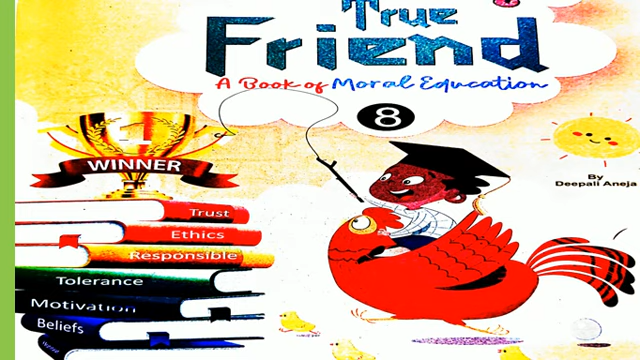 True
Friend
A Book of Moral Education
8
WINNER
By
Deepali Aneja
Trust
Ethics
Responsible
Tolerance
Motivation
Beliefs